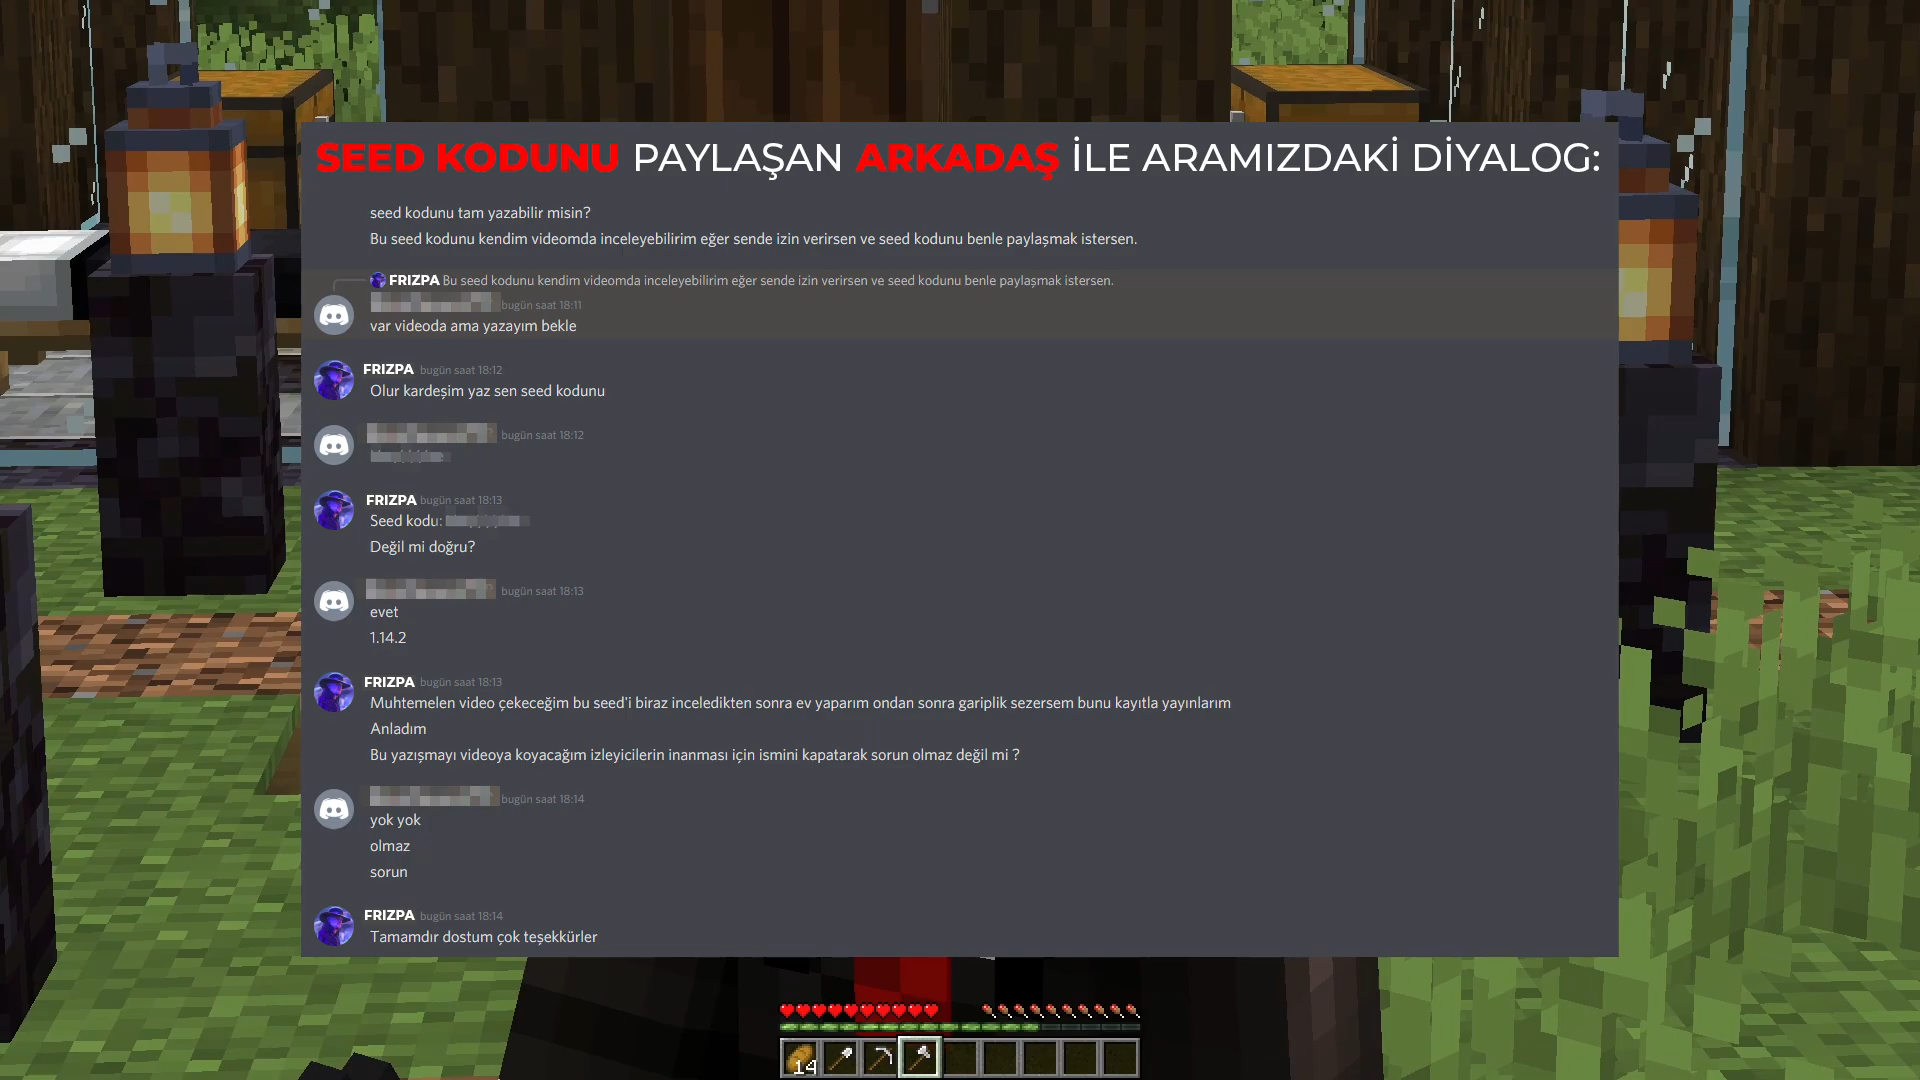 SEED KODUNU PAYLAŞAN ARKADAŞ İLE ARAMIZDAKİ DİYALOG:
seed kodunu tam yazabilir misin?
Bu seed kodunu kendim videomda inceleyebilirim eğer sende izin verirsen ve seed kodunu benle paylaşmak istersen.
FRIZPA Bu seed kodunu kendim videomda inceleyebilirim eğer sende izin verirsen ve seed kodunu benle paylaşmak istersen.
bugün saat 18:11
var videoda ama yazayım bekle
FRIZPA bugün saat 18:12
Olur kardeşim yaz sen seed kodunu
bugün saat 18:12
FRIZPA bugün saat 18:13
Seed kodu:
Değil mi doğru?
bugün saat 18:13
evet
1.14.2
FRIZPA bugün saat 18:13
Muhtemelen video çekeceğim bu seed'i biraz inceledikten sonra ev yaparım ondan sonra gariplik sezersem bunu kayıtla yayınlarım
Anladım
Bu yazışmayı videoya koyacağım izleyicilerin inanması için ismini kapatarak sorun olmaz değil mi ?
bugün saat 18:14
yok yok
olmaz
sorun
FRIZPA bugün saat 18:14
Tamamdır dostum çok teşekkürler
14